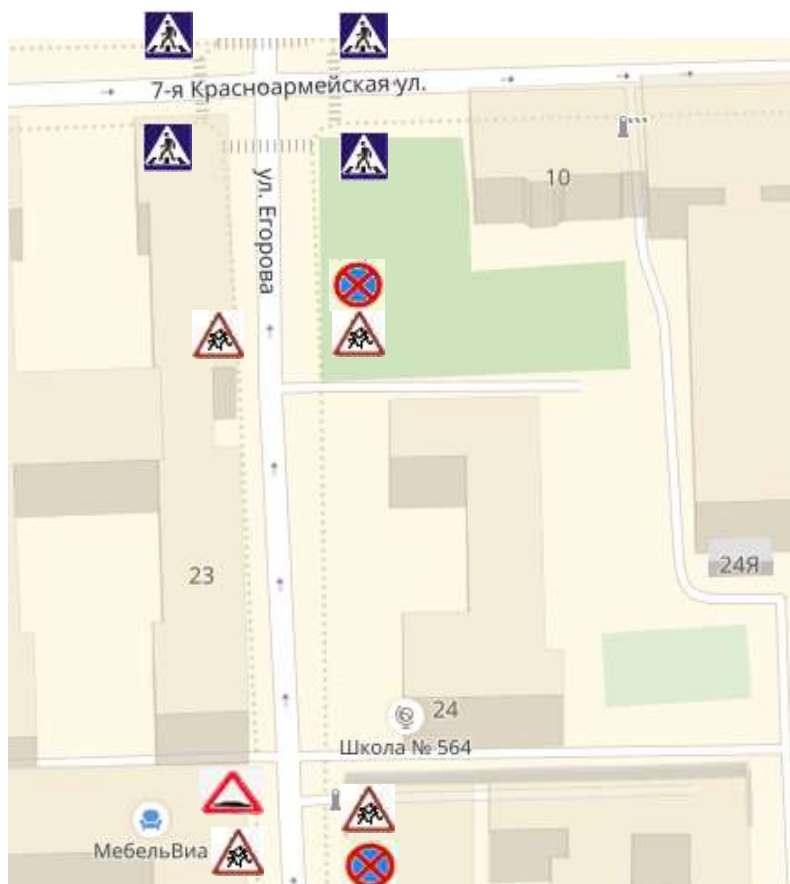 7-я Красноармейская ул.
10
ул. Егорова
23
24Я
24
Школа № 564
МебельВиа